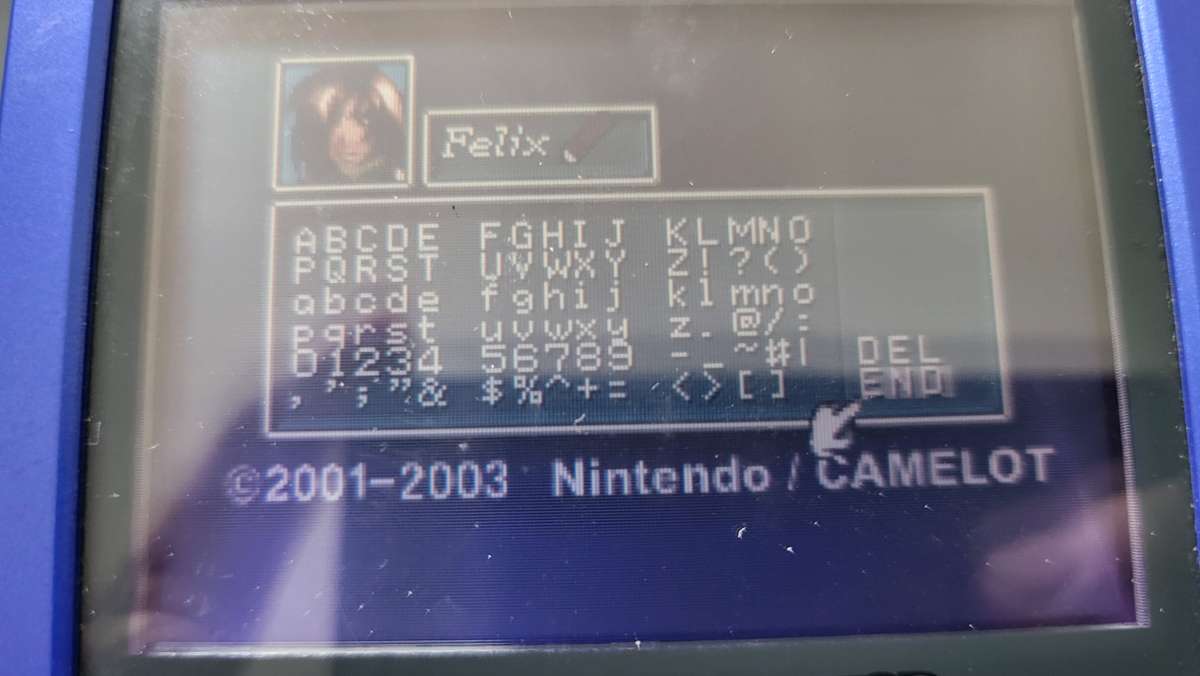 Felix
ABCDE FGHIJ KLMNO
PQRST UVWXY Z!?()
abcde fghij klmno
pqrst uvwxy z.@/:
01234 56789 -_~#| DEL
,";”& $%^+= <>[] END
©2001-2003 Nintendo / CAMELOT